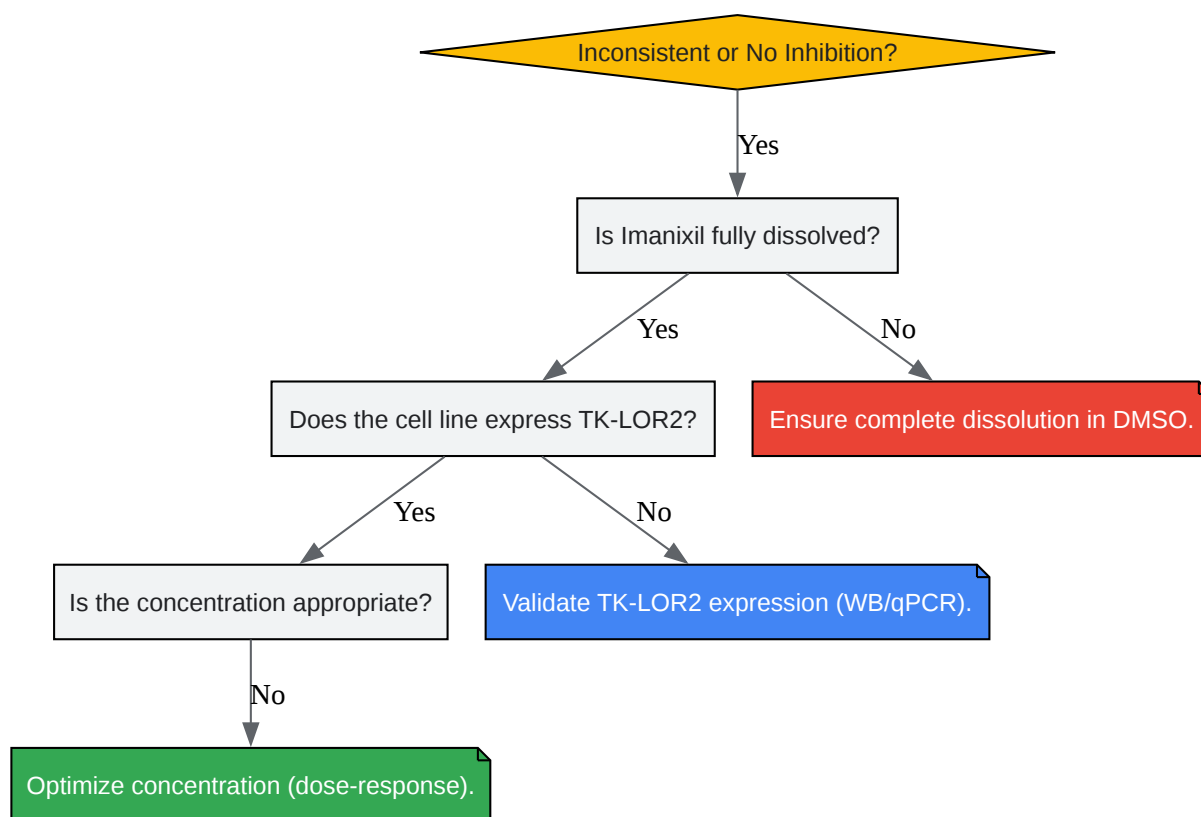 Inconsistent or No Inhibition?
Yes
Is Imanixil fully dissolved?
Yes
No
Does the cell line express TK-LOR2?
Ensure complete dissolution in DMSO.
Yes
No
Is the concentration appropriate?
Validate TK-LOR2 expression (WB/qPCR).
No
Optimize concentration (dose-response).